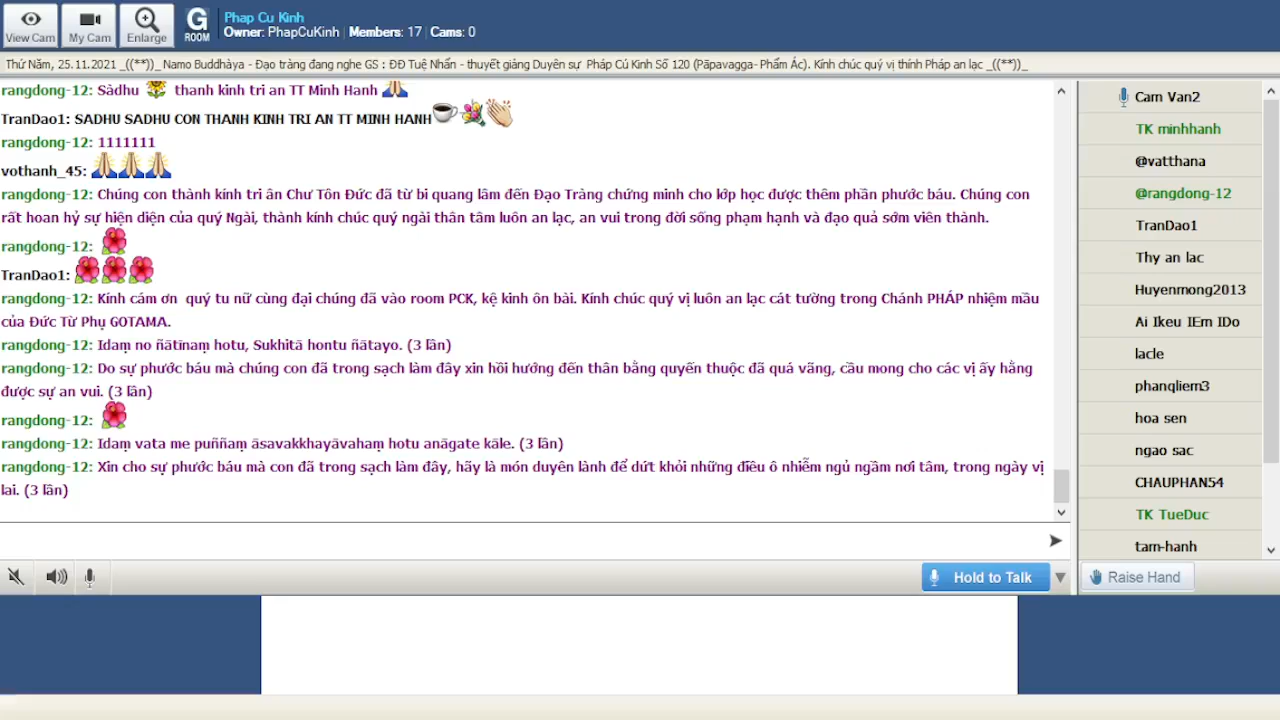 View Cam
My Cam
Enlarge
G
ROOM
Phap Cu Kinh
Owner: PhapCuKinh | Members: 17 | Cams: 0
Thứ Năm, 25.11.2021 _((**))_ Namo Buddhàya - Đạo tràng đang nghe GS : ĐĐ Tuệ Nhẫn - thuyết giảng Duyên sự Pháp Cú Kinh Số 120 (Pāpavagga- Phẩm Ác). Kính chúc quý vị thính Pháp an lạc _((**))_
rangdong-12: Sàdhu thanh kinh tri an TT Minh Hanh
TranDao1: SADHU SADHU CON THANH KINH TRI AN TT MINH HANH
rangdong-12: 1111111
vothanh_45:
rangdong-12: Chúng con thành kính tri ân Chư Tôn Đức đã từ bi quang lâm đến Đạo Tràng chứng minh cho lớp học được thêm phần phước báu. Chúng con
rất hoan hỷ sự hiện diện của quý Ngài, thành kính chúc quý ngài thân tâm luôn an lạc, an vui trong đời sống phạm hạnh và đạo quả sớm viên thành.
rangdong-12:
TranDao1:
rangdong-12: Kính cám ơn quý tu nữ cùng đại chúng đã vào room PCK, kệ kinh ôn bài. Kính chúc quý vị luôn an lạc cát tường trong Chánh PHÁP nhiệm mầu
của Đức Từ Phụ GOTAMA.
rangdong-12: Idaṃ no ñātīnaṃ hotu, Sukhitā hontu ñātayo. (3 lần)
rangdong-12: Do sự phước báu mà chúng con đã trong sạch làm đây xin hồi hướng đến thân bằng quyến thuộc đã quá vãng, cầu mong cho các vị ấy hằng
được sự an vui. (3 lần)
rangdong-12:
rangdong-12: Idaṃ vata me puññaṃ āsavakkhayāvahaṃ hotu anāgate kāle. (3 lần)
rangdong-12: Xin cho sự phước báu mà con đã trong sạch làm đây, hãy là món duyên lành để dứt khỏi những điều ô nhiễm ngủ ngầm nơi tâm, trong ngày vị
lai. (3 lần)
Cam Van2
TK minhhanh
@vatthana
@rangdong-12
TranDao1
Thy an lac
Huyenmong2013
Ai Ikeu IEm IDo
lacle
phanqliem3
hoa sen
ngao sac
CHAUPHAN54
TK TueDuc
tam-hanh
Hold to Talk
Raise Hand